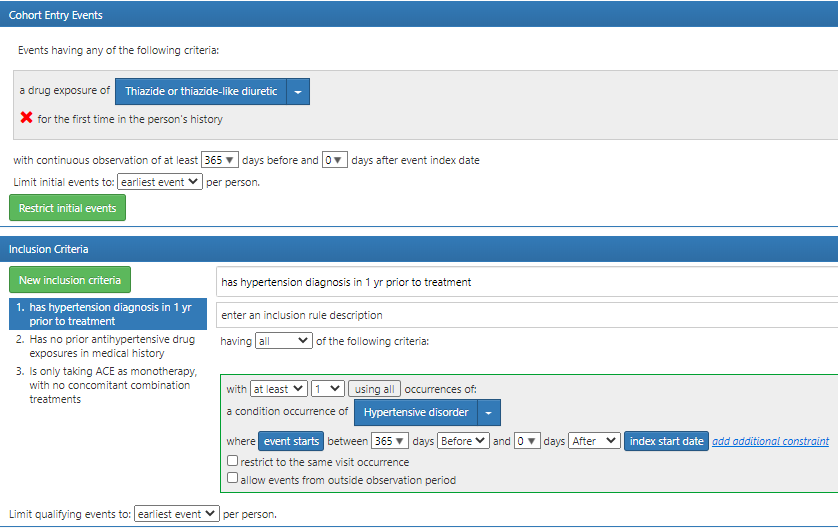 Cohort Entry Events
Events having any of the following criteria:
a drug exposure of Thiazide or thiazide-like diuretic
for the first time in the person's history
with continuous observation of at least 365 days before and 0 days after event index date
Limit initial events to: earliest event per person.
Restrict initial events
Inclusion Criteria
New inclusion criteria
1. has hypertension diagnosis in 1 yr
prior to treatment
2. Has no prior antihypertensive drug
exposures in medical history
3. Is only taking ACE as monotherapy,
with no concomitant combination
treatments
has hypertension diagnosis in 1 yr prior to treatment
enter an inclusion rule description
having all of the following criteria:
with at least 1 using all occurrences of:
a condition occurrence of Hypertensive disorder
where event starts between 365 days Before and 0 days After index start date add additional constraint
restrict to the same visit occurrence
allow events from outside observation period
Limit qualifying events to: earliest event per person.